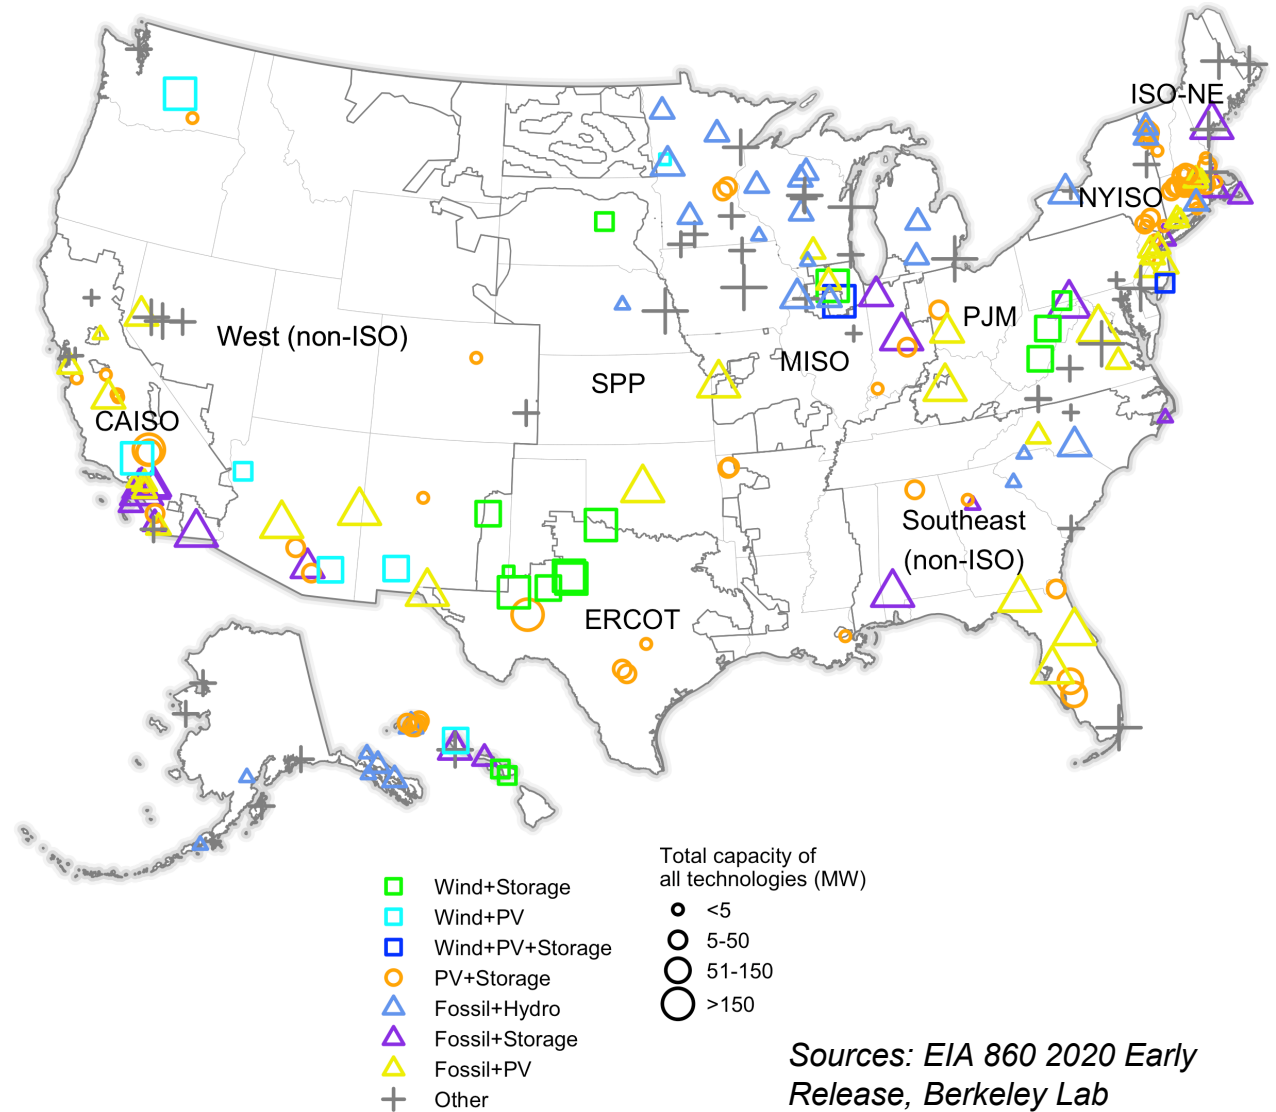 ISO-NE
NYISO
West (non-ISO)
PJM
MISO
SPP
CAISO
Southeast
(non-ISO)
ERCOT
Wind+Storage
Wind+PV
Wind+PV+Storage
PV+Storage
Fossil+Hydro
Fossil+Storage
Fossil+PV
Other
Total capacity of
all technologies (MW)
<5
5-50
51-150
>150
Sources: EIA 860 2020 Early
Release, Berkeley Lab